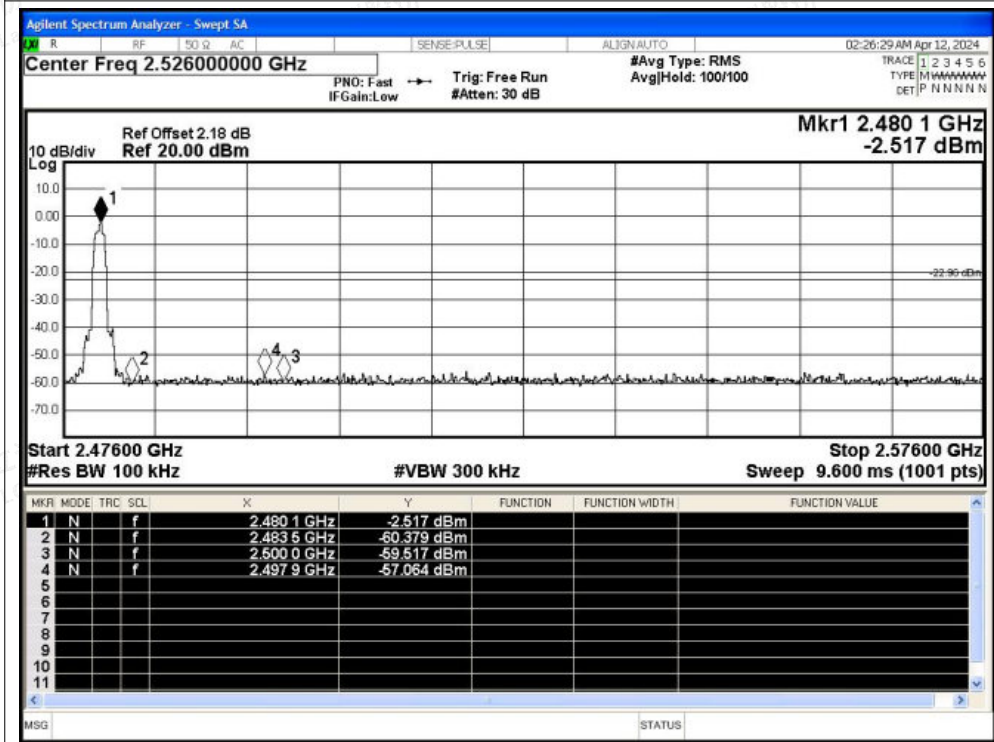 Agilent Spectrum Analyzer - Swept SA
LXI R RF 50 Ω AC SENSE:PULSE ALIGN AUTO 02:26:29 AM Apr 12, 2024
Center Freq 2.526000000 GHz
PNO: Fast
IFGain:Low
Trig: Free Run
#Atten: 30 dB
#Avg Type: RMS
Avg|Hold: 100/100
TRACE 1 2 3 4 5 6
TYPE M
DET P N N N N N
Mkr1 2.480 1 GHz
-2.517 dBm
Ref Offset 2.18 dB
10 dB/div Ref 20.00 dBm
Log
10.0
0.00
-10.0
-20.0
-30.0
-40.0
-50.0
-60.0
-70.0
1
2
4
3
Start 2.47600 GHz Stop 2.57600 GHz
#Res BW 100 kHz #VBW 300 kHz Sweep 9.600 ms (1001 pts)
MKR MODE TRC SCL X Y FUNCTION FUNCTION WIDTH FUNCTION VALUE
1 N f 2.480 1 GHz -2.517 dBm
2 N f 2.483 5 GHz -60.379 dBm
3 N f 2.500 0 GHz -59.517 dBm
4 N f 2.497 9 GHz -57.064 dBm
5
6
7
8
9
10
11
MSG STATUS